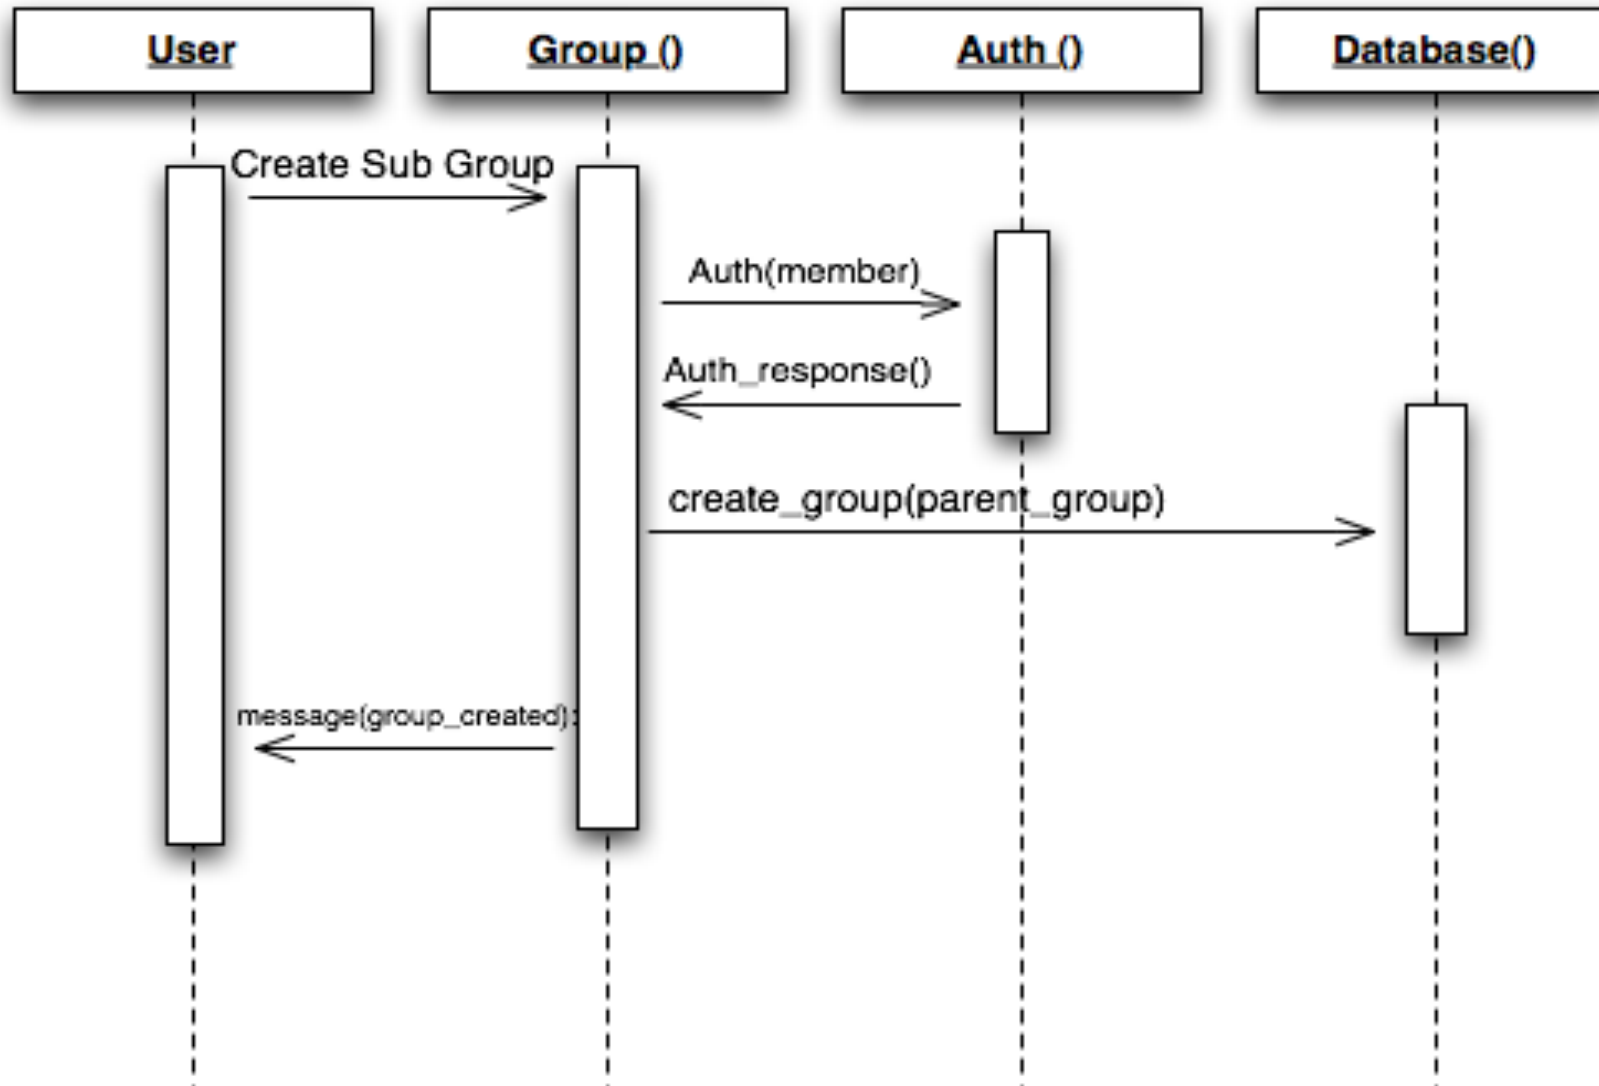 User
Group ()
Auth ()
Database()
Create Sub Group
Auth(member)
Auth_response()
create_group(parent_group)
message(group_created);